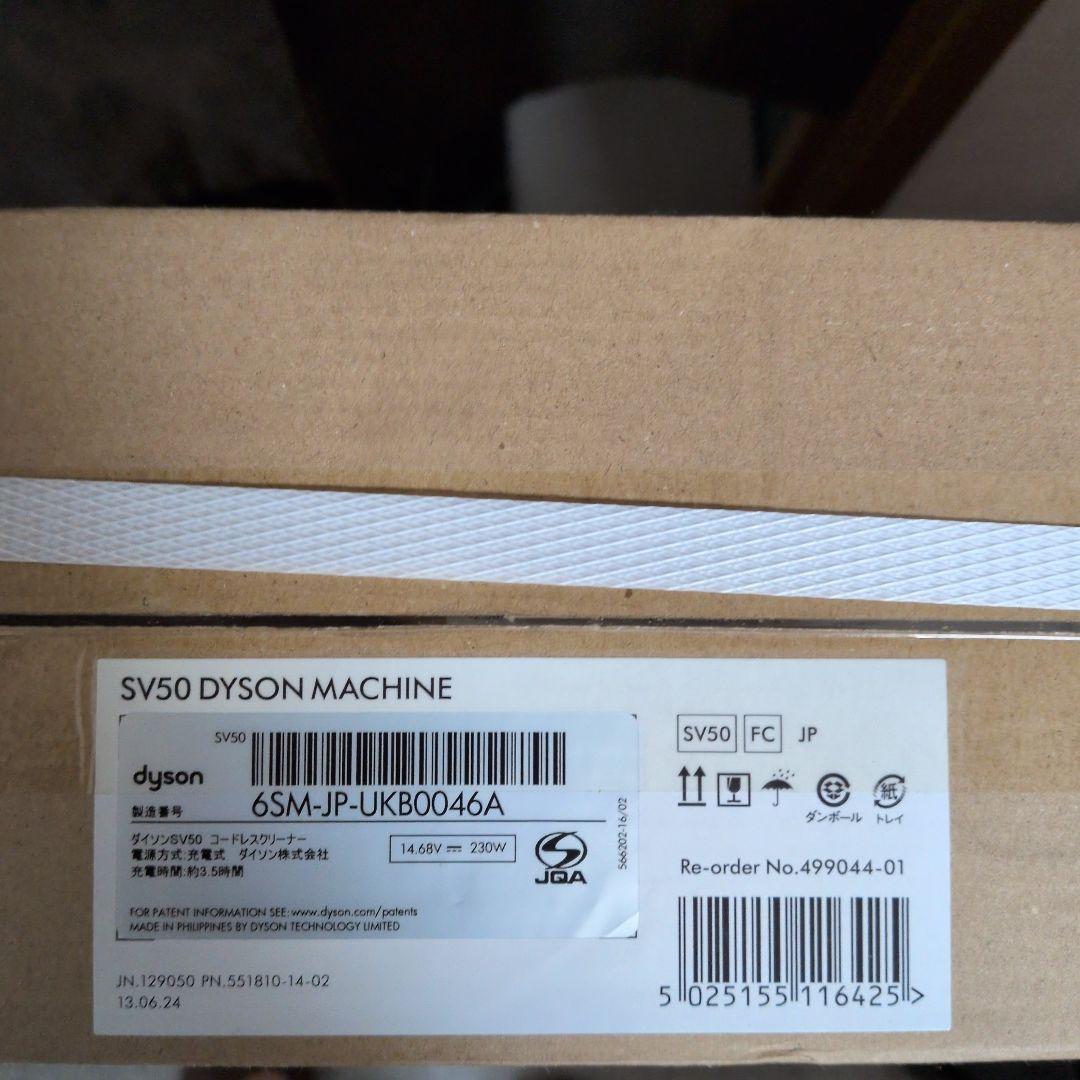 SV50 DYSON MACHINE
SV50
dyson
製造番号
6SM-JP-UKB0046A
ダイソンSV50 コードレスクリーナー
電源方式:充電式 ダイソン株式会社
充電時間:約3.5時間
14.68V 230W
JQA
566202-16/02
FOR PATENT INFORMATION SEE: www.dyson.com/patents
MADE IN PHILIPPINES BY DYSON TECHNOLOGY LIMITED
JN.129050 PN.551810-14-02
13.06.24
SV50 FC JP
紙
ダンボール トレイ
Re-order No.499044-01
5 025155 116425 >